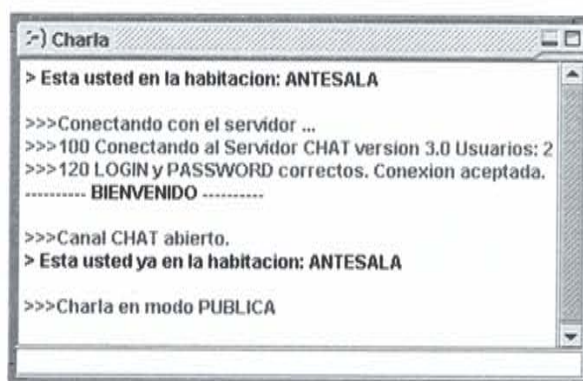 :-) Charla
> Esta usted en la habitacion: ANTESALA
>>>Conectando con el servidor ...
>>>100 Conectando al Servidor CHAT version 3.0 Usuarios: 2
>>>120 LOGIN y PASSWORD correctos. Conexion aceptada.
---------- BIENVENIDO ----------
>>>Canal CHAT abierto.
> Esta usted ya en la habitacion: ANTESALA
>>>Charla en modo PUBLICA